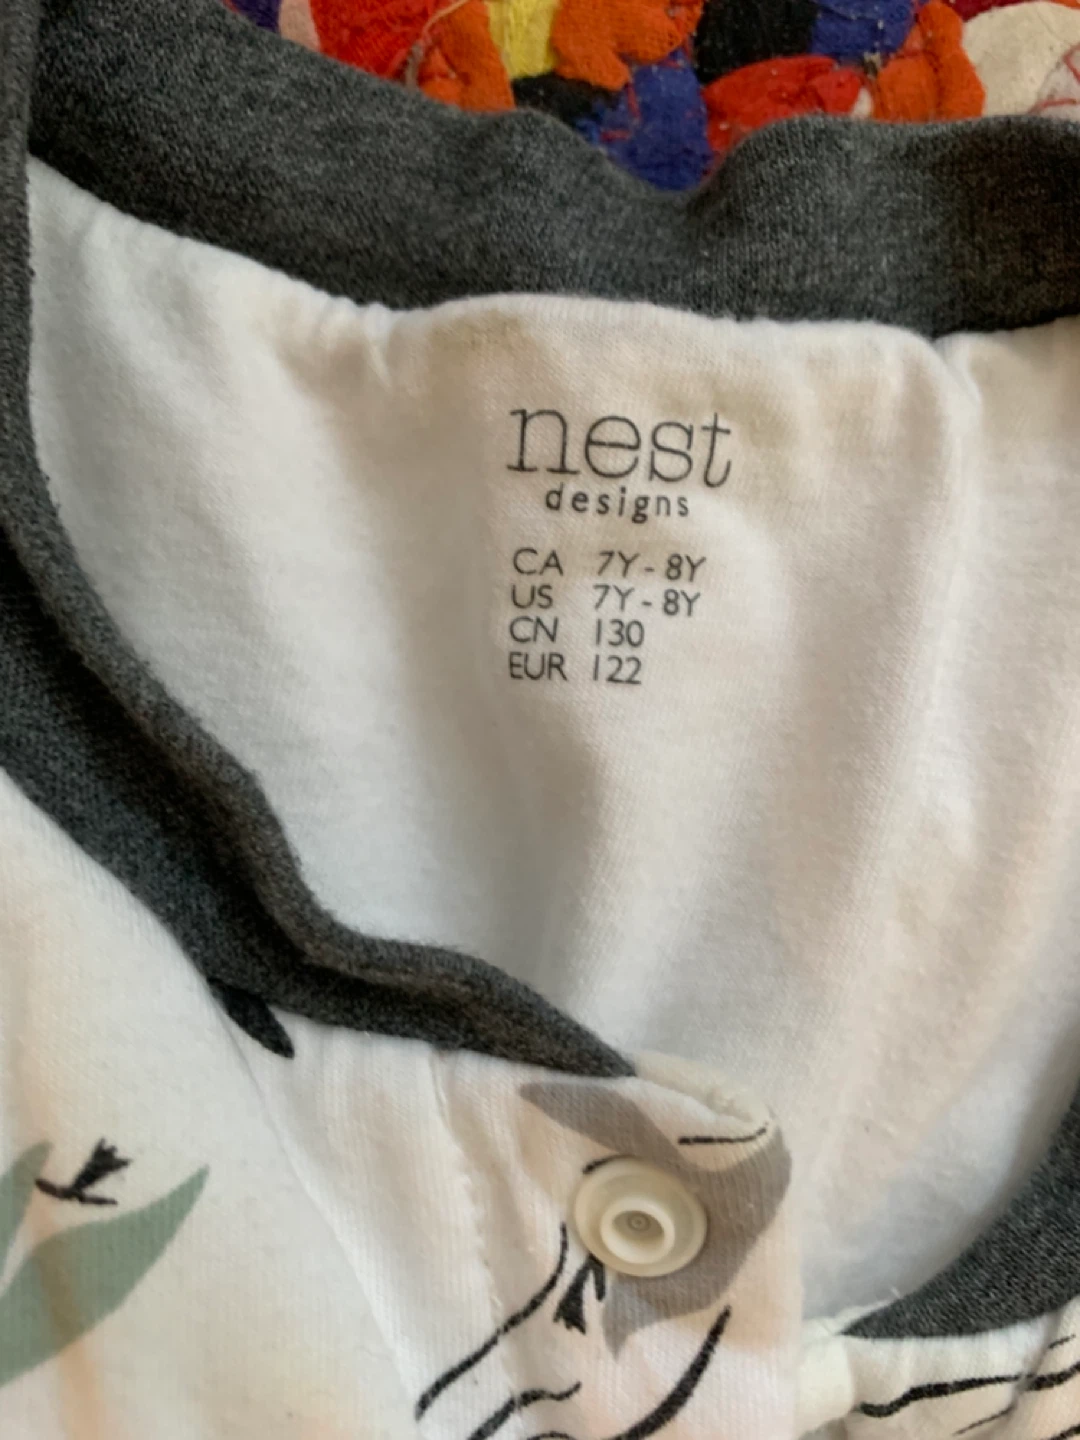 nest
designs
CA 7Y - 8Y
US 7Y - 8Y
CN 130
EUR 122